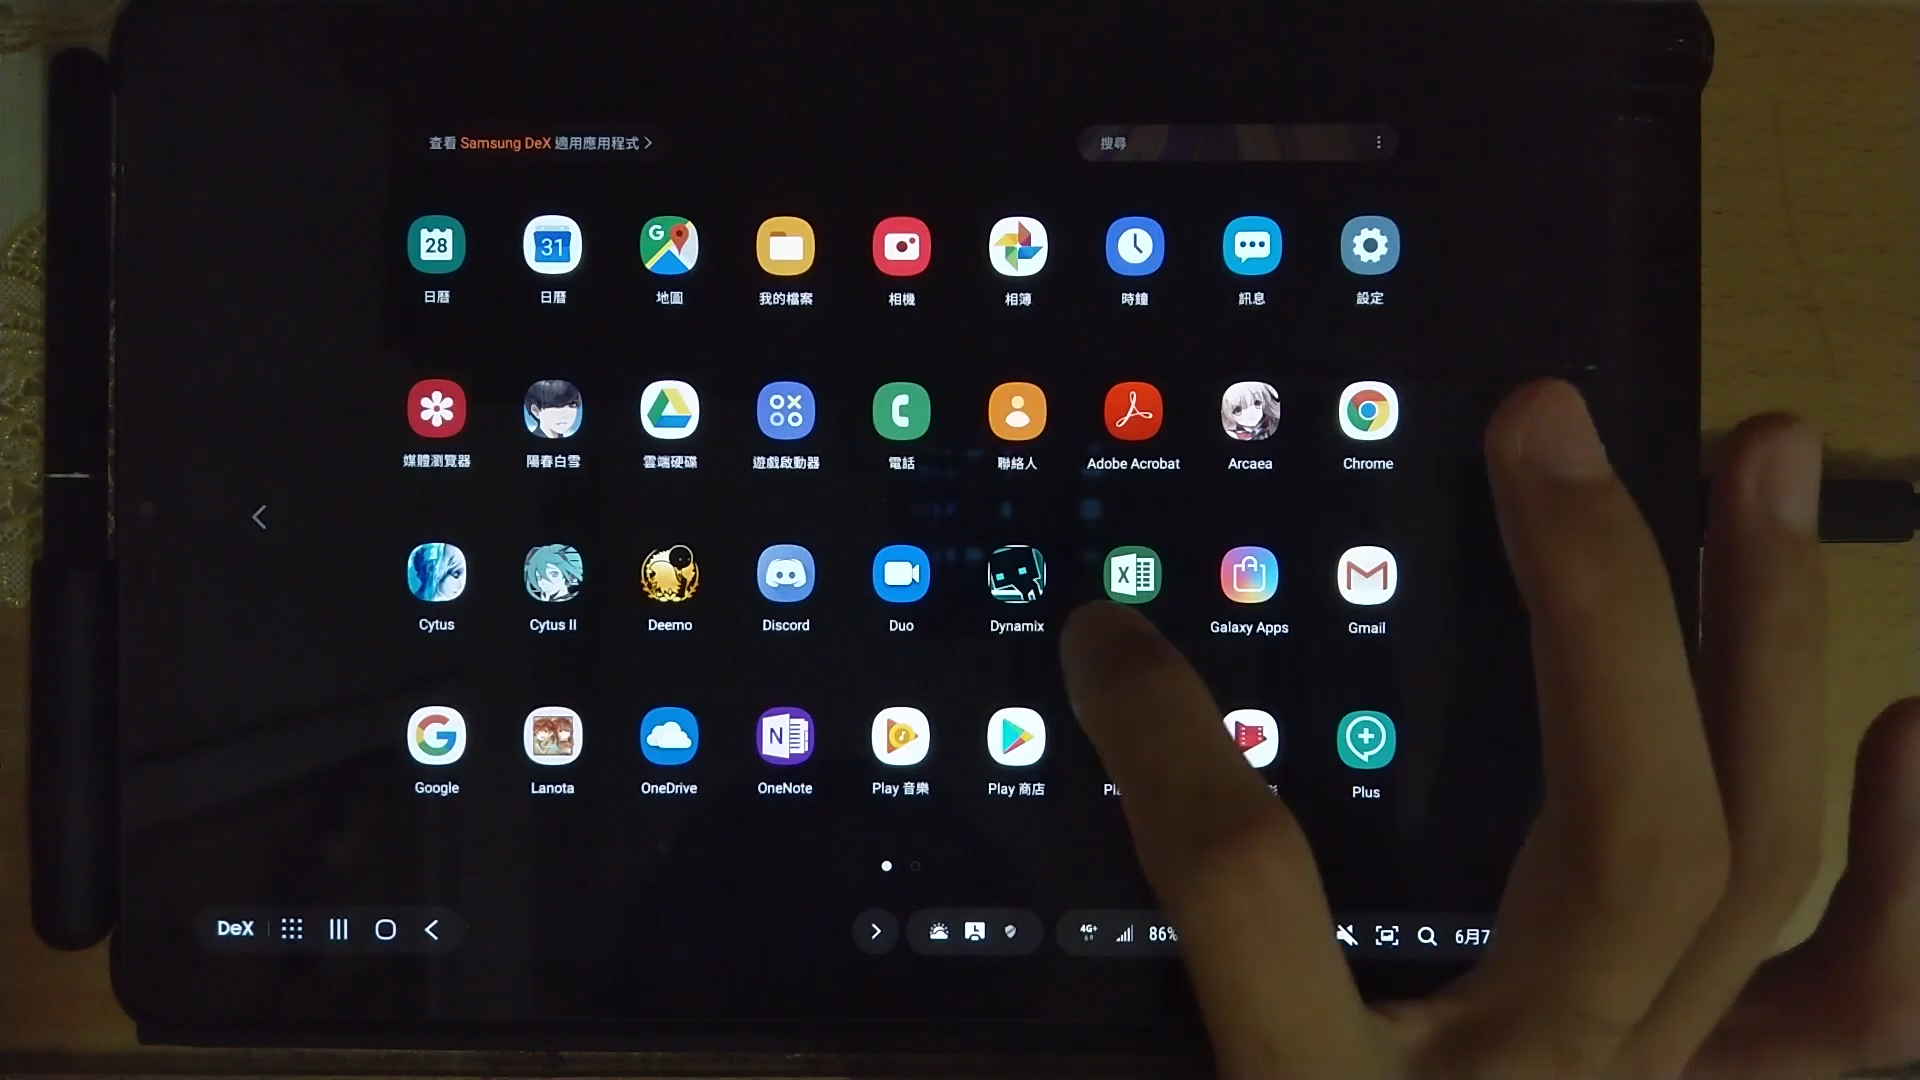 查看 Samsung DeX 適用應用程式 >
搜尋
28
31
G
日曆
日曆
地圖
我的檔案
相機
相簿
時鐘
訊息
設定
媒體瀏覽器
陽春白雪
雲端硬碟
遊戲啟動器
電話
聯絡人
Adobe Acrobat
Arcaea
Chrome
X
Cytus
Cytus II
Deemo
Discord
Duo
Dynamix
Galaxy Apps
Gmail
N
Google
Lanota
OneDrive
OneNote
Play 音樂
Play 商店
Plus
DeX
4G+
86%
6月7